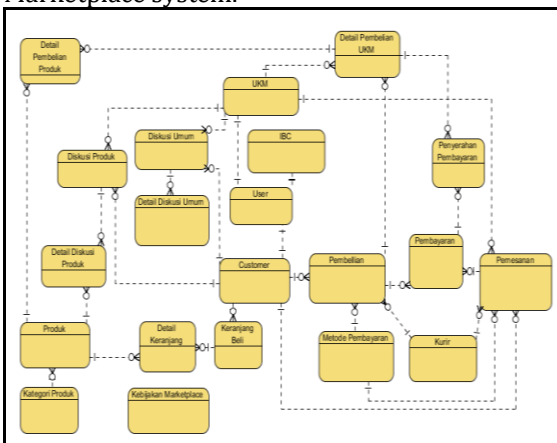 Marketplace system.
Detail
Pembelian
Produk
Detail Pembelian
UKM
UKM
Diskusi Umum
IBC
Diskusi Produk
Penyerahan
Pembayaran
Detail Diskusi Umum
User
Detail Diskusi
Produk
Customer
Pembelian
Pembayaran
Pemesanan
Produk
Detail
Keranjang
Keranjang
Beli
Metode Pembayaran
Kurir
Kategori Produk
Kebijakan Marketplace